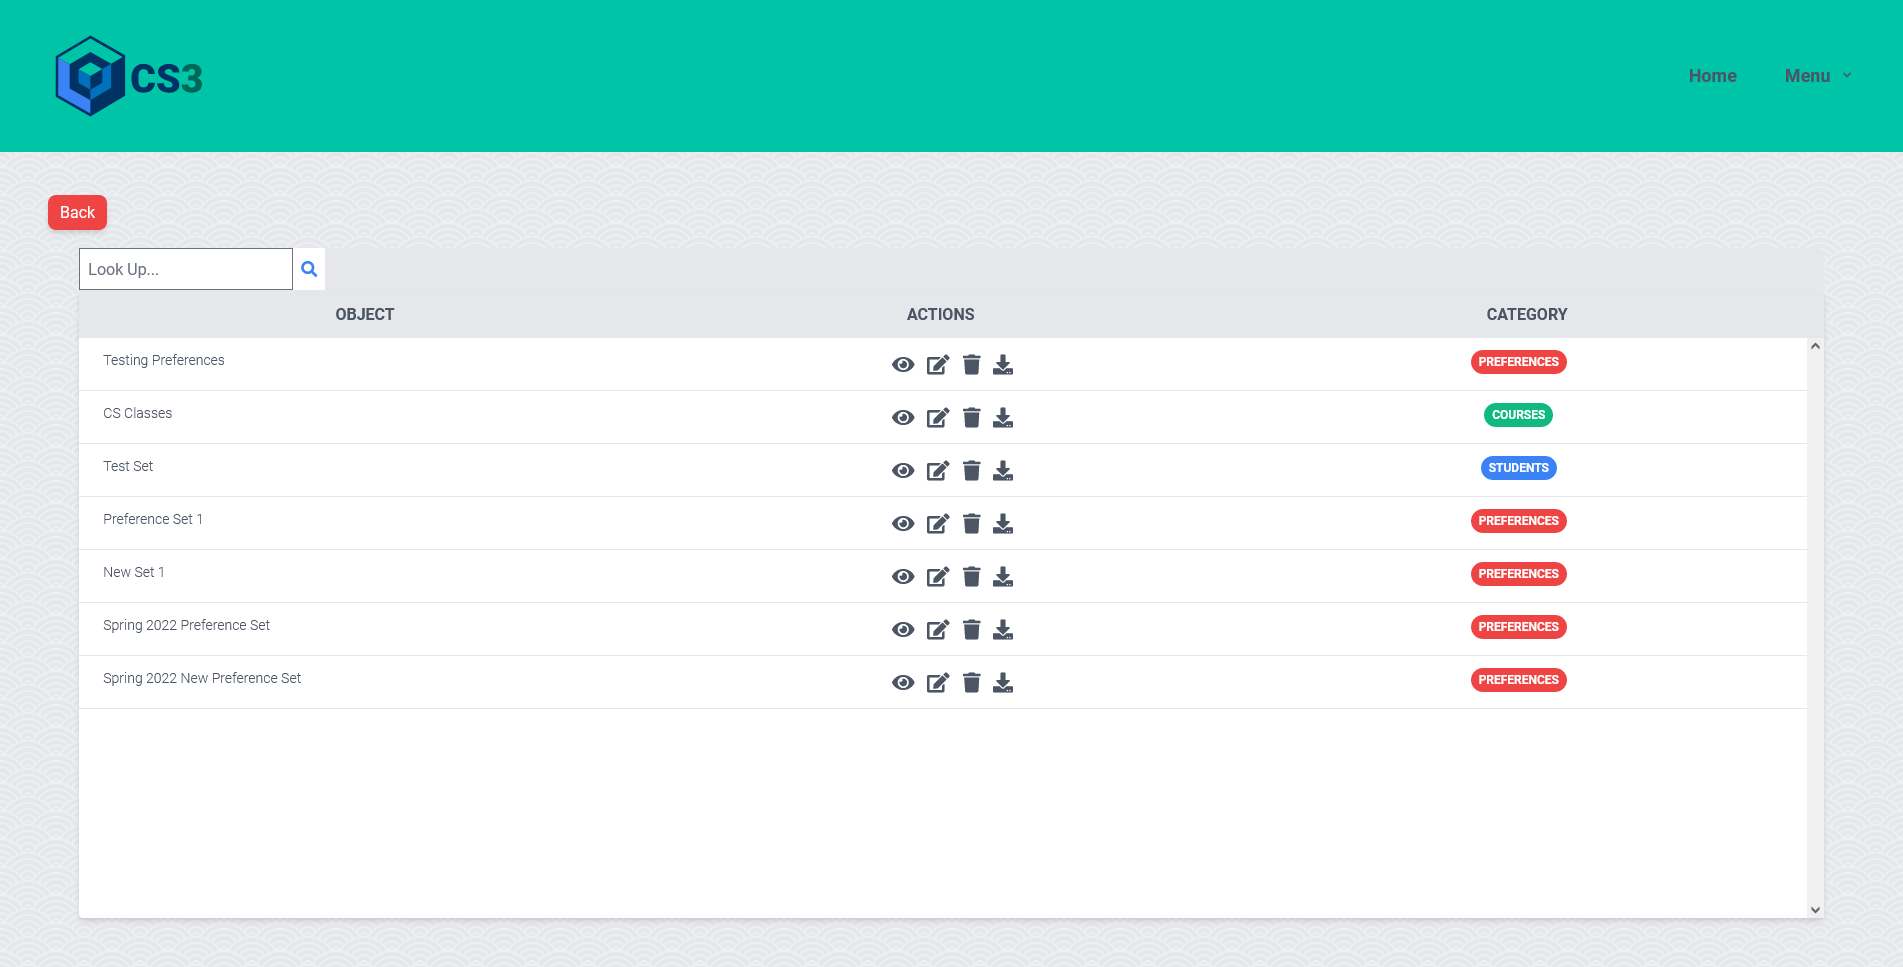 CS3
Home Menu
Back
Look Up...
OBJECT ACTIONS CATEGORY
Testing Preferences PREFERENCES
CS Classes COURSES
Test Set STUDENTS
Preference Set 1 PREFERENCES
New Set 1 PREFERENCES
Spring 2022 Preference Set PREFERENCES
Spring 2022 New Preference Set PREFERENCES